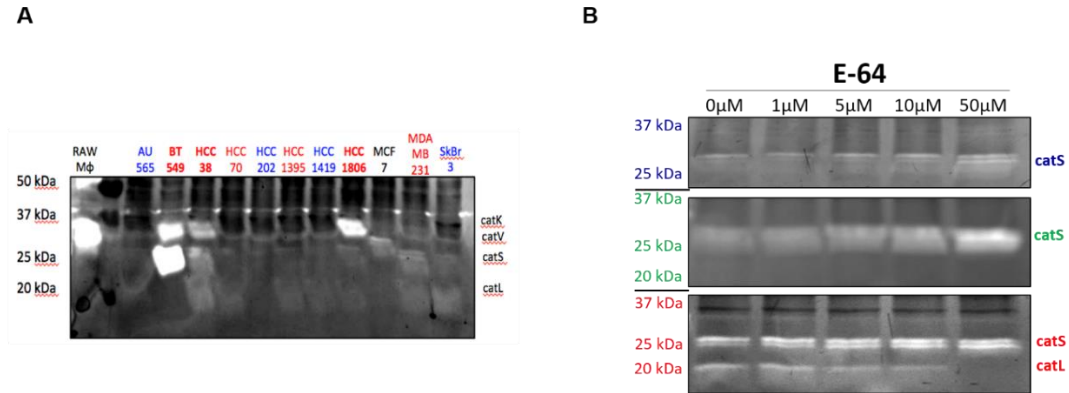 A
RAW AU BT HCC HCC HCC HCC HCC HCC MCF MDA MB SkBr
Mф 565 549 38 70 202 1395 1419 1806 7 231 3
50 kDa
37 kDa
25 kDa
20 kDa
catK
catV
catS
catL
B
E-64
0µM 1µM 5µM 10µM 50µM
37 kDa
25 kDa
catS
37 kDa
25 kDa
20 kDa
catS
37 kDa
25 kDa
20 kDa
catS
catL